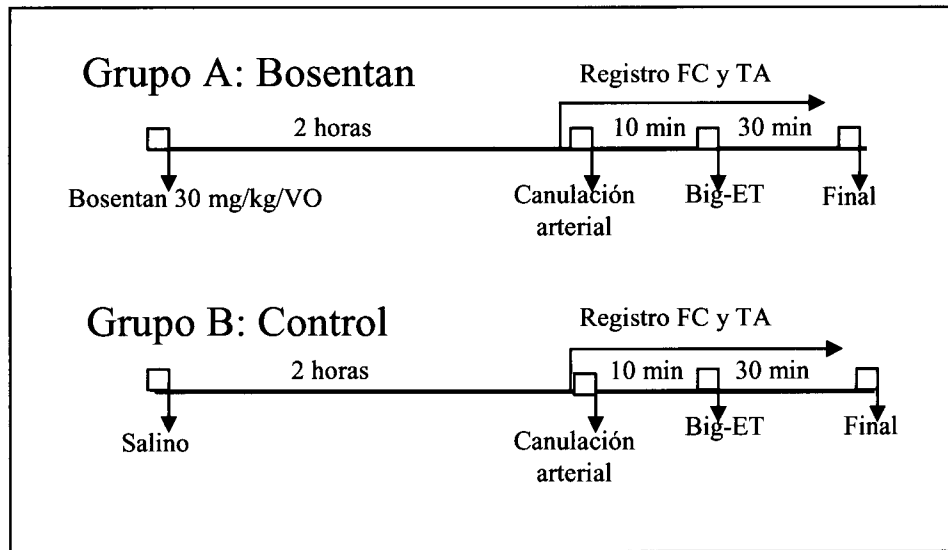 Grupo A: Bosentan
Registro FC y TA
2 horas
10 min
30 min
Bosentan 30 mg/kg/VO
Canulación
arterial
Big-ET
Final
Grupo B: Control
Registro FC y TA
2 horas
10 min
30 min
Salino
Canulación
arterial
Big-ET
Final